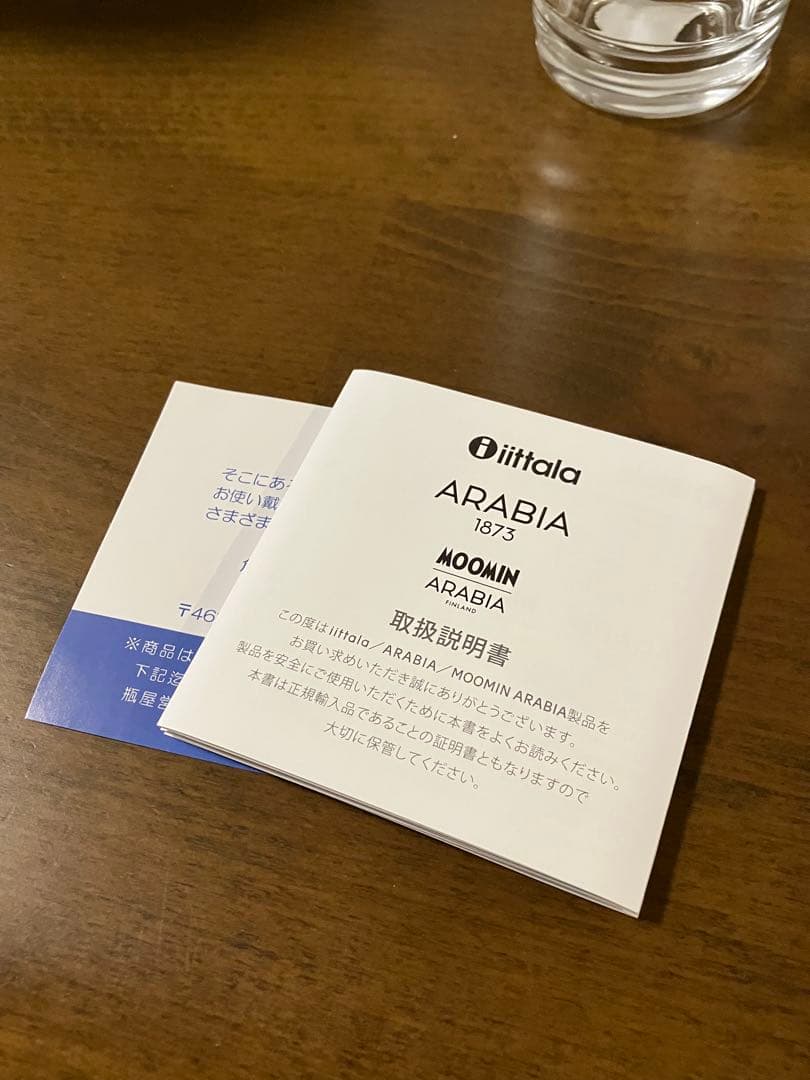 iittala
ARABIA
1873
MOOMIN
ARABIA
FINLAND
取扱説明書
この度はiittala/ARABIA/MOOMIN ARABIA製品を
お買い求めいただき誠にありがとうございます。
製品を安全にご使用いただくために本書をよくお読みください。
本書は正規輸入品であることの証明書ともなりますので
大切に保管してください。
そこにあ
お使い戴
さまざま
〒46
※商品は
下記迄
瓶屋営